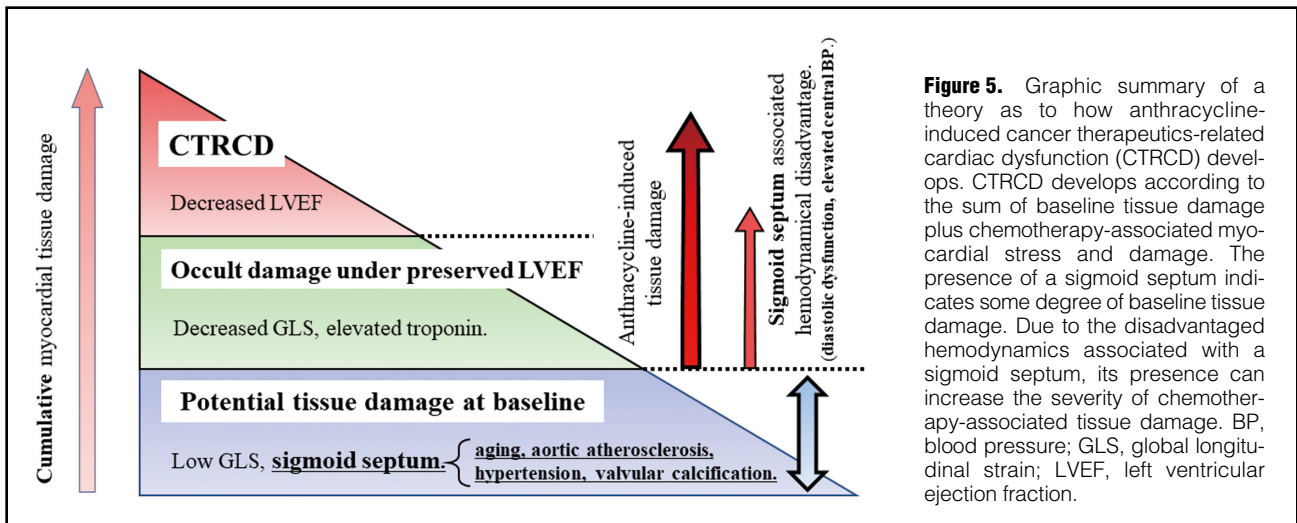 Cumulative myocardial tissue damage
CTRCD
Decreased LVEF
Occult damage under preserved LVEF
Decreased GLS, elevated troponin.
Potential tissue damage at baseline
Low GLS, sigmoid septum.
aging, aortic atherosclerosis,
hypertension, valvular calcification.
Anthracycline-induced
tissue damage
Sigmoid septum associated
hemodynamical disadvantage.
(diastolic dysfunction, elevated central BP.)
Figure 5. Graphic summary of a
theory as to how anthracycline-
induced cancer therapeutics-related
cardiac dysfunction (CTRCD) devel-
ops. CTRCD develops according to
the sum of baseline tissue damage
plus chemotherapy-associated myo-
cardial stress and damage. The
presence of a sigmoid septum indi-
cates some degree of baseline tissue
damage. Due to the disadvantaged
hemodynamics associated with a
sigmoid septum, its presence can
increase the severity of chemother-
apy-associated tissue damage. BP,
blood pressure; GLS, global longitu-
dinal strain; LVEF, left ventricular
ejection fraction.